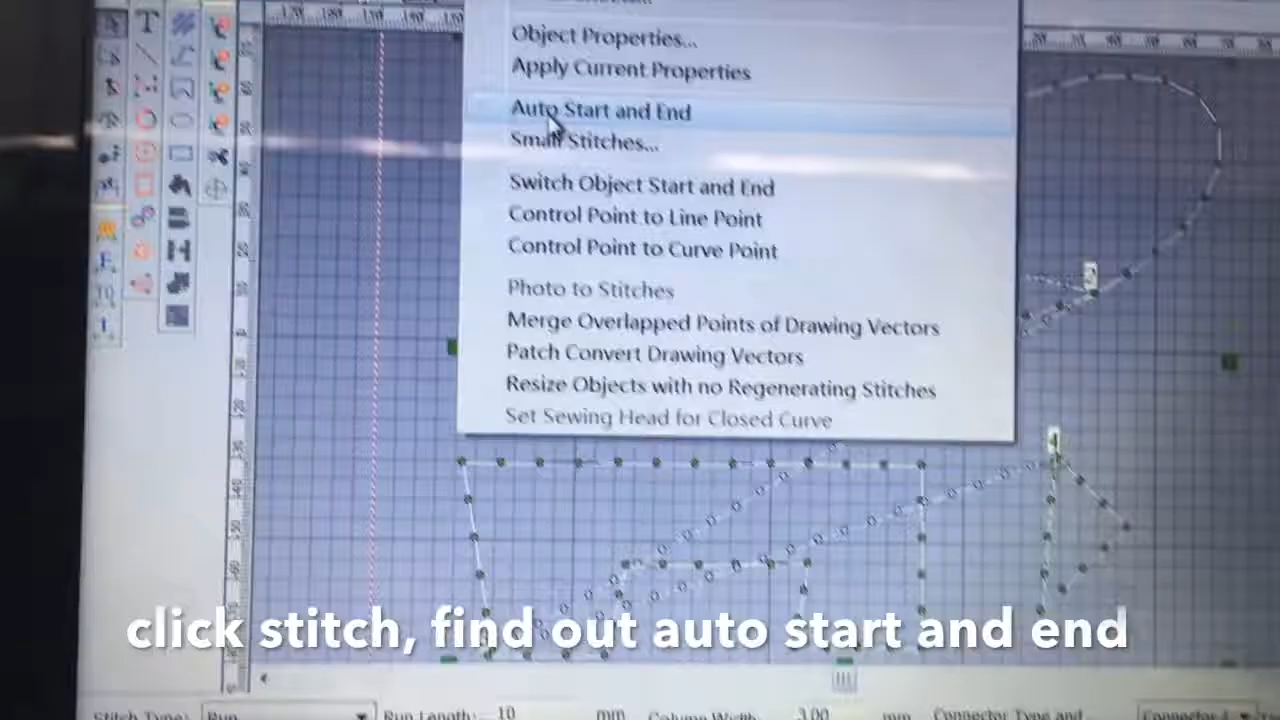 Object Properties...
Apply Current Properties
Auto Start and End
Small Stitches...
Switch Object Start and End
Control Point to Line Point
Control Point to Curve Point
Photo to Stitches
Merge Overlapped Points of Drawing Vectors
Patch Convert Drawing Vectors
Resize Objects with no Regenerating Stitches
Set Sewing Head for Closed Curve
4
click stitch, find out auto start and end
Stitch Type: Run Run Length: 10 mm Column Width: 3.00 mm Connector Type and